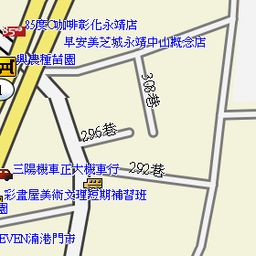 85度C咖啡彰化永靖店
早安美芝城永靖中山概念店
興農種苗園
308巷
1
296巷
三陽機車正大機車行
292巷
彩畫屋美術文理短期補習班
園
EVEN浦港門市